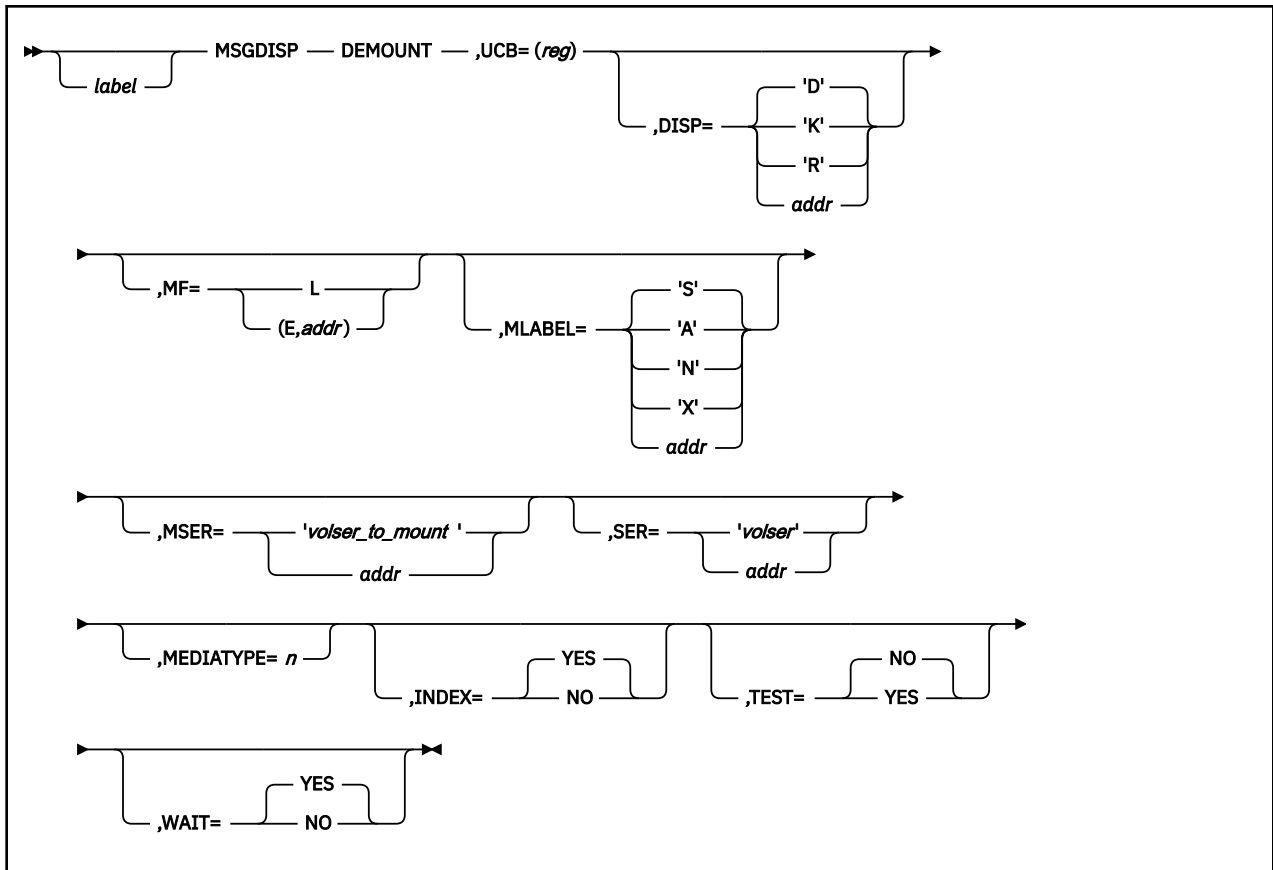 MSGDISP DEMOUNT ,UCB= (reg)
label
'D'
,DISP= 'K'
'R'
addr
,MF= L
(E,addr)
'S'
,MLABEL= 'A'
'N'
'X'
addr
,MSER= 'volser_to_mount '
addr
,SER= 'volser'
addr
,MEDIATYPE= n
YES
,INDEX= NO
NO
,TEST= YES
YES
,WAIT= NO